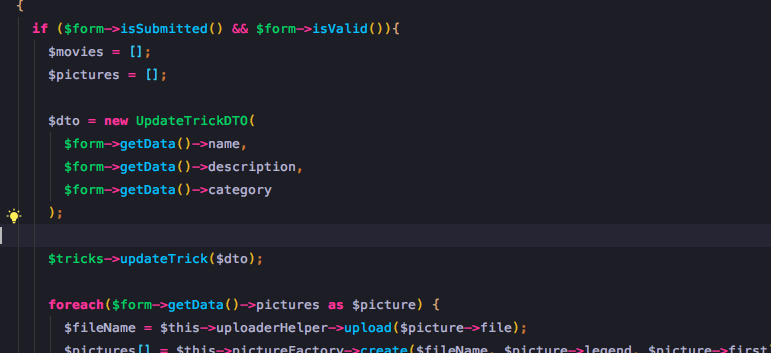 {
if ($form->isSubmitted() && $form->isValid()){
$movies = [];
$pictures = [];
$dto = new UpdateTrickDTO(
$form->getData()->name,
$form->getData()->description,
$form->getData()->category
);
$tricks->updateTrick($dto);
foreach($form->getData()->pictures as $picture) {
$fileName = $this->uploaderHelper->upload($picture->file);
$pictures[] = $this->pictureFactory->create($fileName, $picture->legend, $picture->first